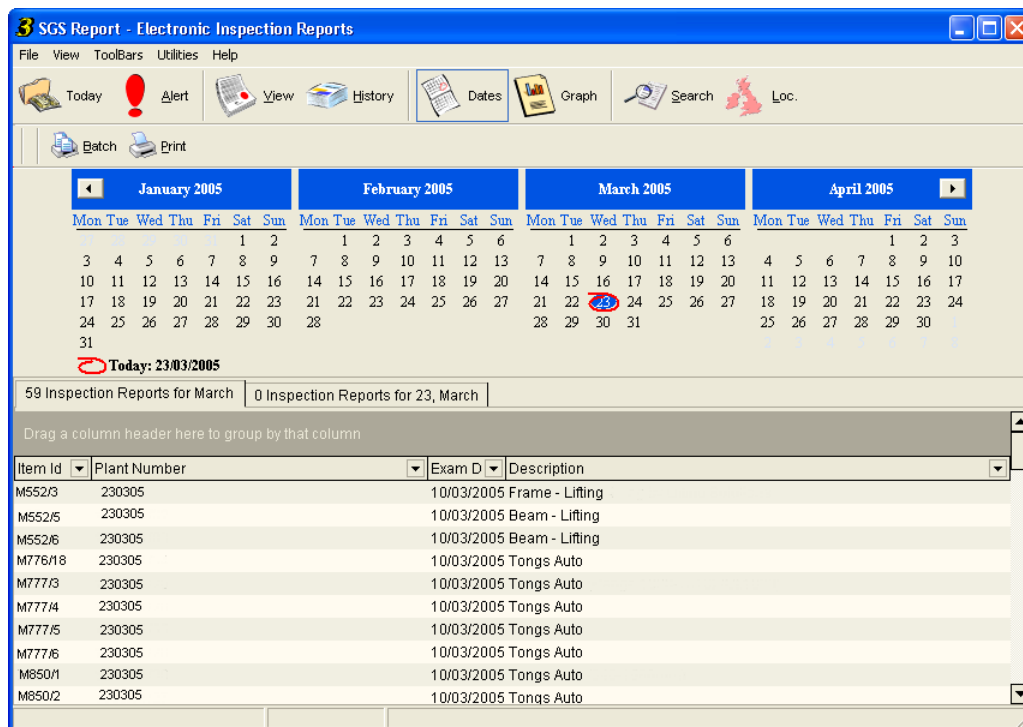 3 SGS Report - Electronic Inspection Reports
File View ToolBars Utilities Help
Today Alert View History Dates Graph Search Loc.
Batch Print
January 2005 February 2005 March 2005 April 2005
Mon Tue Wed Thu Fri Sat Sun Mon Tue Wed Thu Fri Sat Sun Mon Tue Wed Thu Fri Sat Sun Mon Tue Wed Thu Fri Sat Sun
27 28 29 30 31 1 2 1 2 3 4 5 6 1 2 3 4 5 6 1 2 3
3 4 5 6 7 8 9 7 8 9 10 11 12 13 7 8 9 10 11 12 13 4 5 6 7 8 9 10
10 11 12 13 14 15 16 14 15 16 17 18 19 20 14 15 16 17 18 19 20 11 12 13 14 15 16 17
17 18 19 20 21 22 23 21 22 23 24 25 26 27 21 22 23 24 25 26 27 18 19 20 21 22 23 24
24 25 26 27 28 29 30 28 28 29 30 31 25 26 27 28 29 30 1
31 2 3 4 5 6 7 8
Today: 23/03/2005
59 Inspection Reports for March 0 Inspection Reports for 23, March
Drag a column header here to group by that column
Item Id Plant Number Exam D Description
M552/3 230305 10/03/2005 Frame - Lifting
M552/5 230305 10/03/2005 Beam - Lifting
M552/6 230305 10/03/2005 Beam - Lifting
M776/18 230305 10/03/2005 Tongs Auto
M777/3 230305 10/03/2005 Tongs Auto
M777/4 230305 10/03/2005 Tongs Auto
M777/5 230305 10/03/2005 Tongs Auto
M777/6 230305 10/03/2005 Tongs Auto
M850/1 230305 10/03/2005 Tongs Auto
M850/2 230305 10/03/2005 Tongs Auto